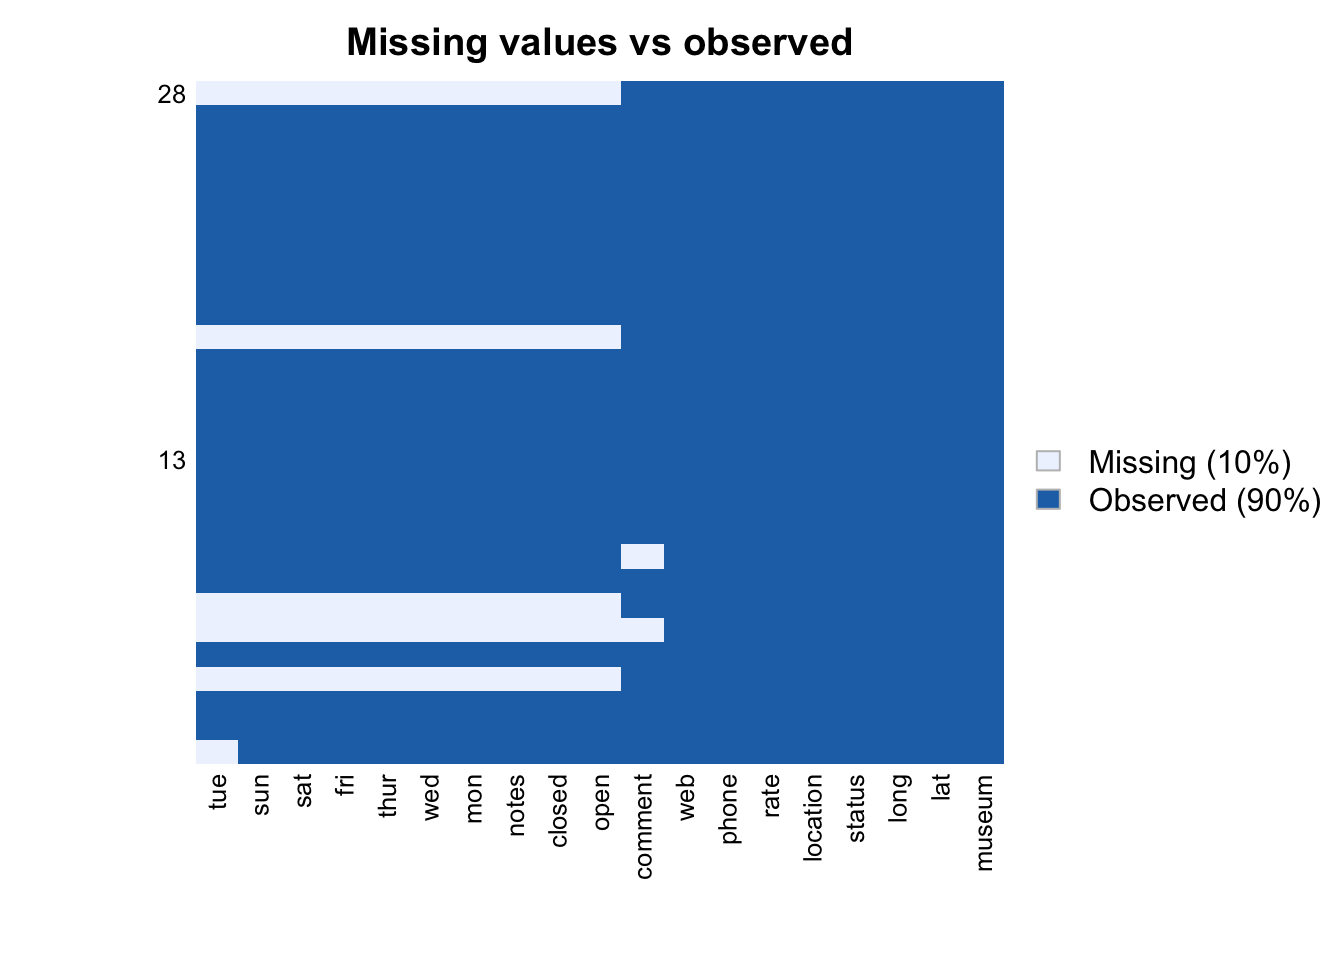 Missing values vs observed
28
13
Missing (10%)
Observed (90%)
tue
sun
sat
fri
thur
wed
mon
notes
closed
open
comment
web
phone
rate
location
status
long
lat
museum